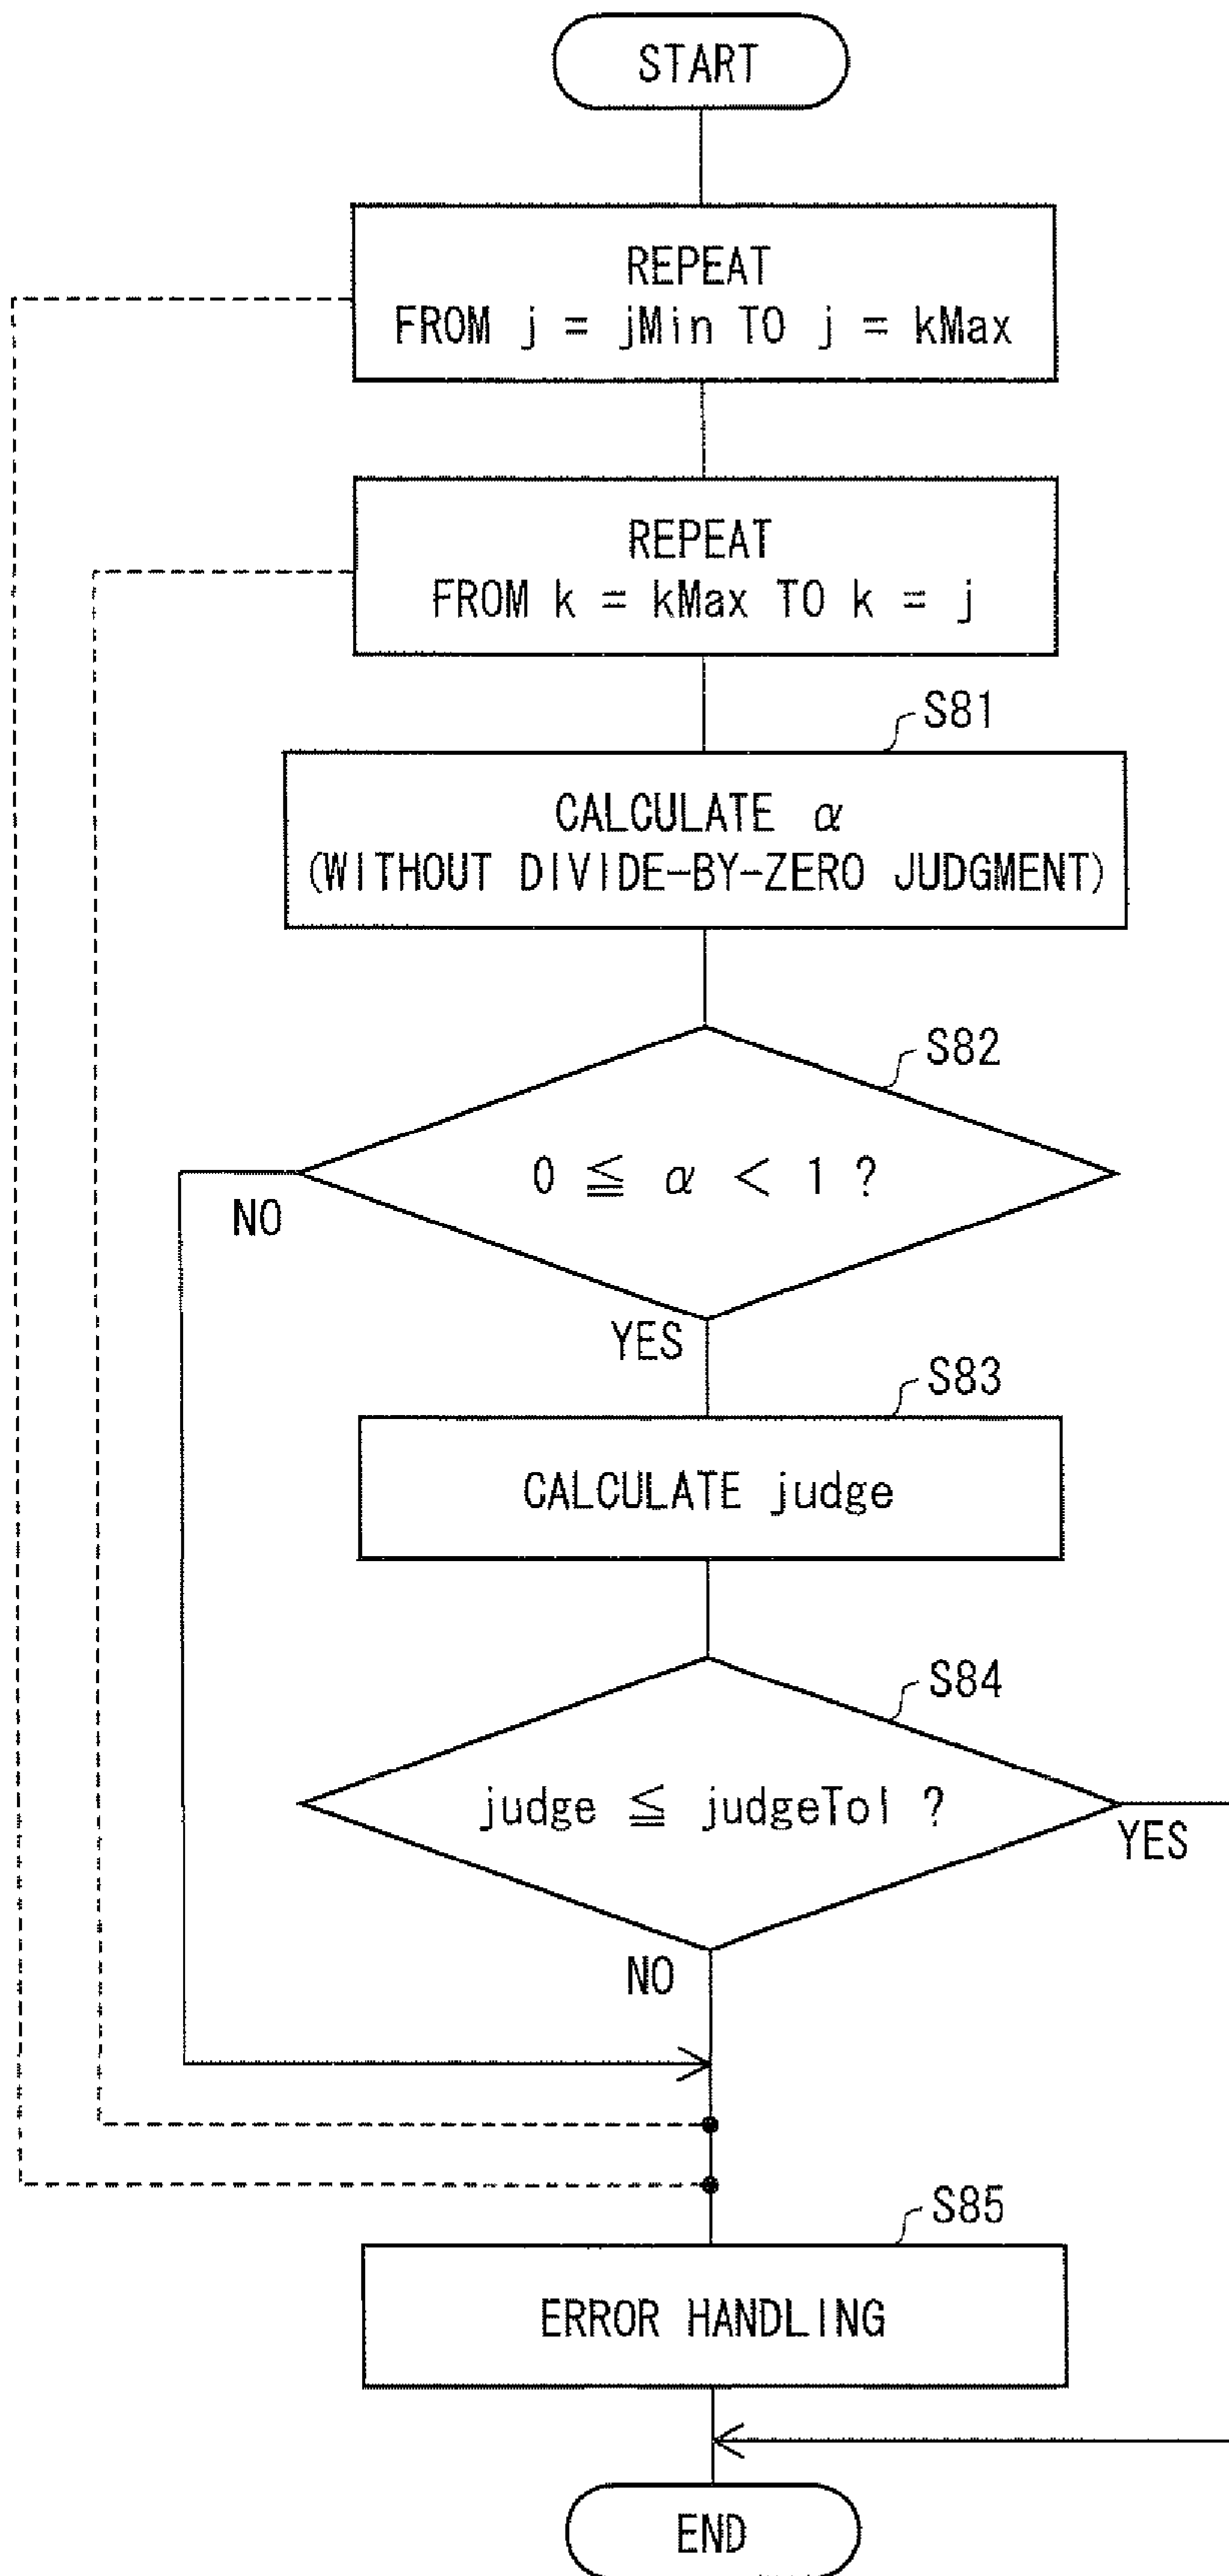 START
REPEAT
FROM j = jMin TO j = kMax
REPEAT
FROM k = kMax TO k = j
S81
CALCULATE α
(WITHOUT DIVIDE-BY-ZERO JUDGMENT)
S82
0 ≦ α < 1 ?
NO
YES
S83
CALCULATE judge
S84
judge ≦ judgeTol ?
YES
NO
S85
ERROR HANDLING
END